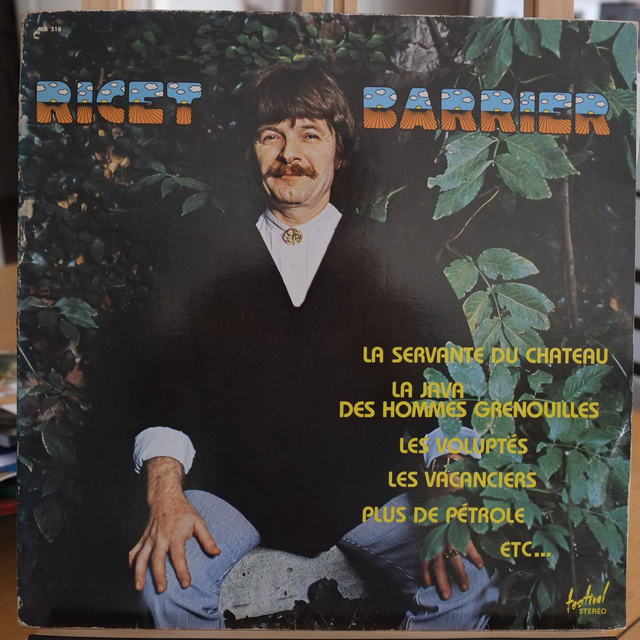 RICET BARRIER
LA SERVANTE DU CHATEAU
LA JAVA
DES HOMMES GRENOUILLES
LES VOLUPTÉS
LES VACANCIERS
PLUS DE PÉTROLE
ETC...
festival
STEREO